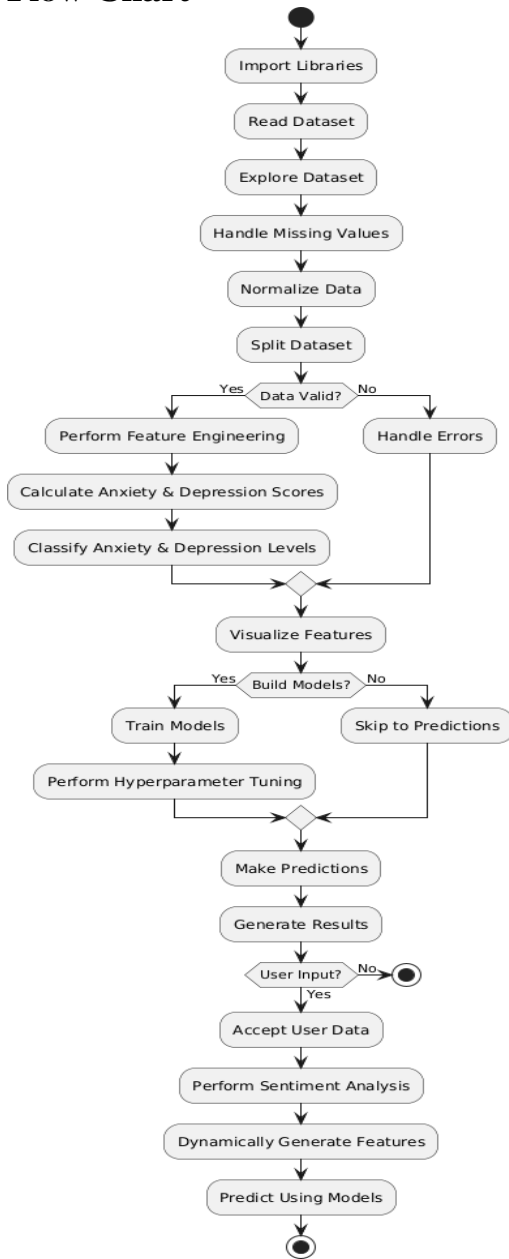 Flow Chart
Import Libraries
Read Dataset
Explore Dataset
Handle Missing Values
Normalize Data
Split Dataset
Yes
Data Valid?
No
Perform Feature Engineering
Handle Errors
Calculate Anxiety & Depression Scores
Classify Anxiety & Depression Levels
Visualize Features
Yes
Build Models?
No
Train Models
Skip to Predictions
Perform Hyperparameter Tuning
Make Predictions
Generate Results
User Input?
No
Yes
Accept User Data
Perform Sentiment Analysis
Dynamically Generate Features
Predict Using Models